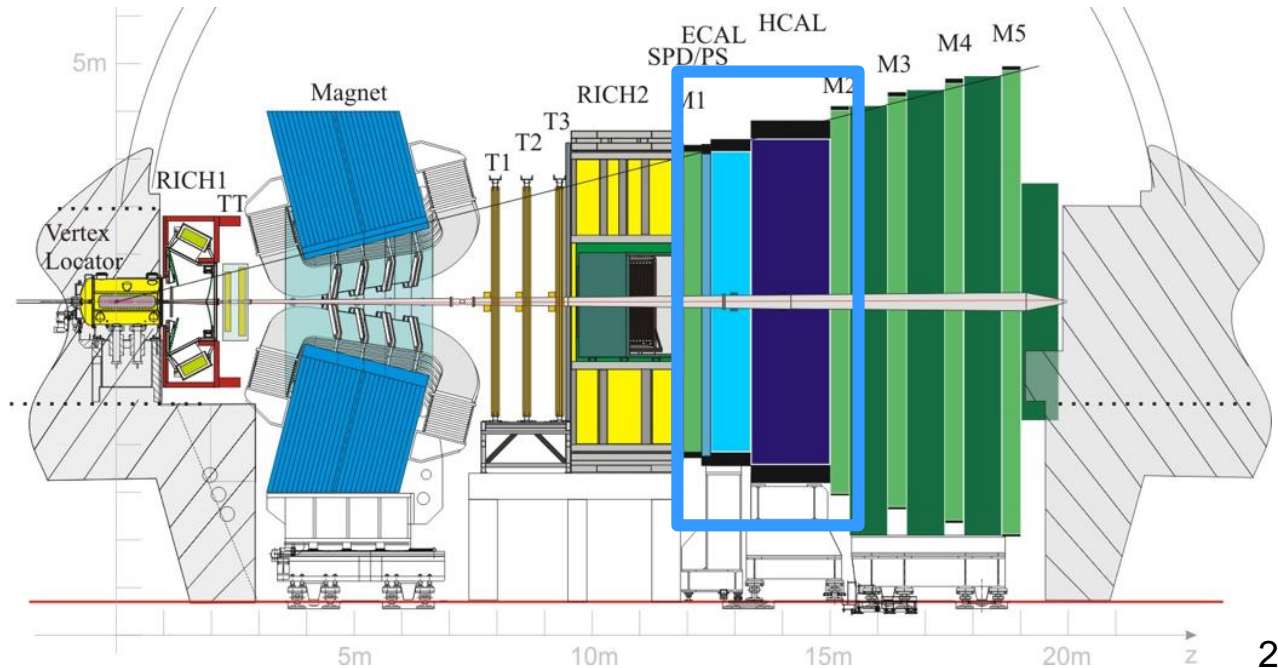 HCAL
M5
ECAL
M4
SPD/PS
M3
5m
M2
Magnet
RICH2
M1
T3
T2
T1
RICH1
TT
Vertex
Locator
5m
10m
15m
20m
z
2